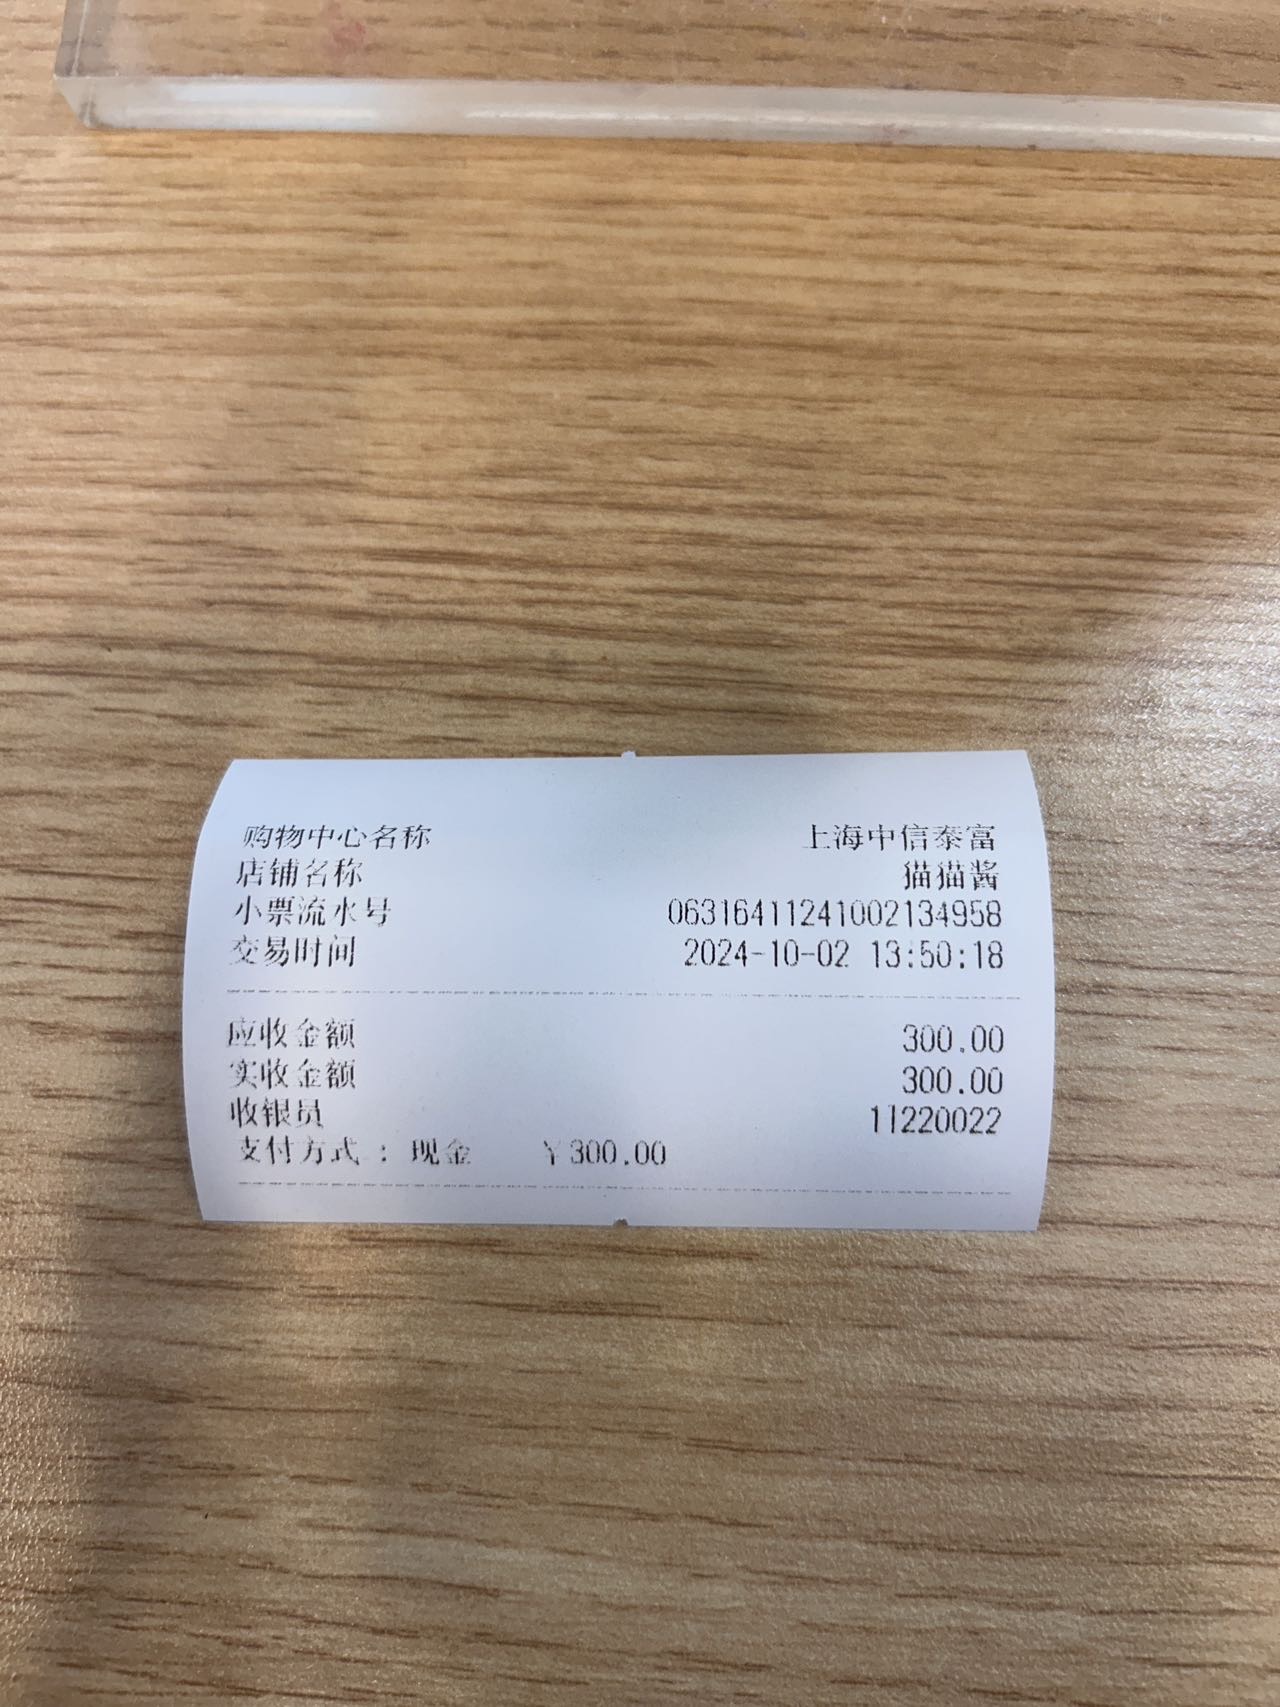 购物中心名称 上海中信泰富
店铺名称 猫猫酱
小票流水号 06316411241002134958
交易时间 2024-10-02 13:50:18
应收金额 300.00
实收金额 300.00
收银员 11220022
支付方式：现金 ￥300.00